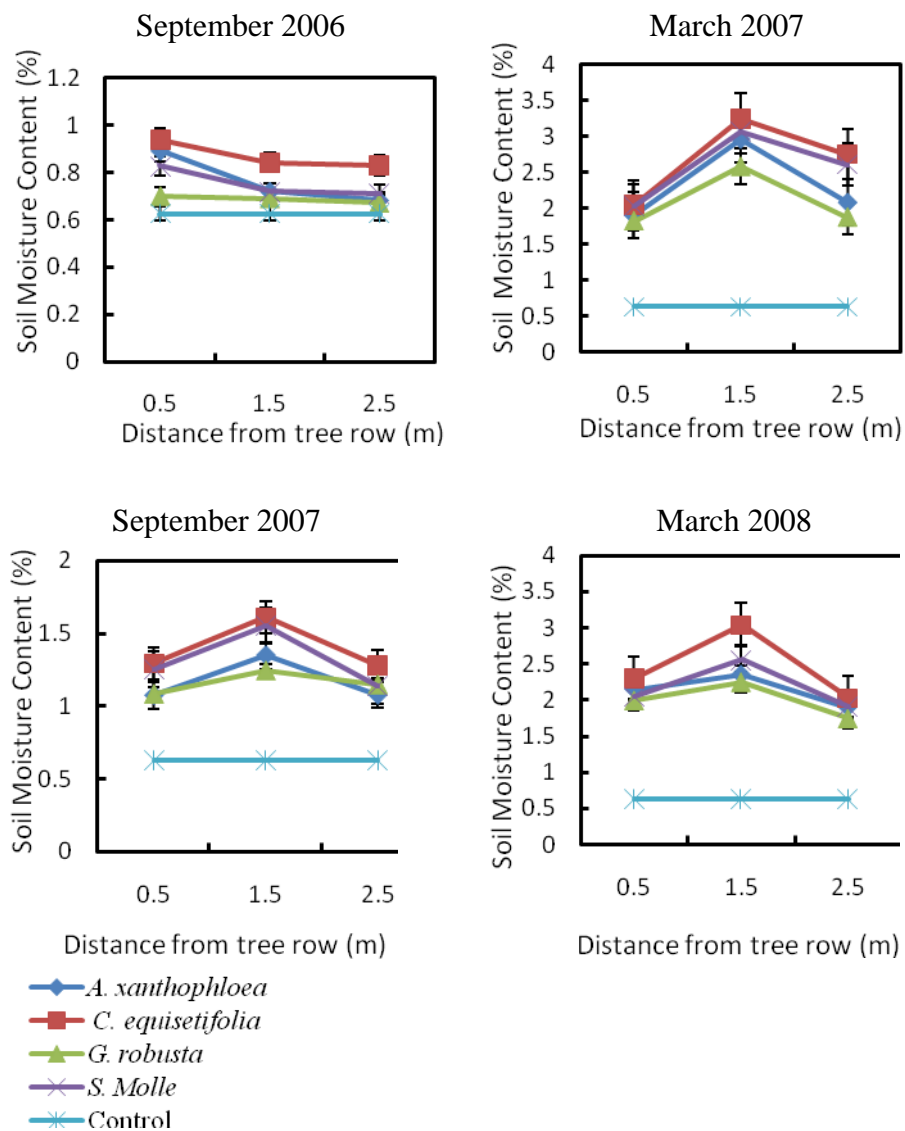 September 2006
Soil Moisture Content (%)
1.2
1
0.8
0.6
0.4
0.2
0
0.5 1.5 2.5
Distance from tree row (m)
March 2007
Soil Moisture Content (%)
4
3.5
3
2.5
2
1.5
1
0.5
0
0.5 1.5 2.5
Distance from tree row (m)
September 2007
Soil Moisture Content (%)
2
1.5
1
0.5
0
0.5 1.5 2.5
Distance from tree row (m)
March 2008
Soil Moisture Content (%)
4
3.5
3
2.5
2
1.5
1
0.5
0
0.5 1.5 2.5
Distance from tree row (m)
A. xanthophloea
C. equisetifolia
G. robusta
S. Molle
Control